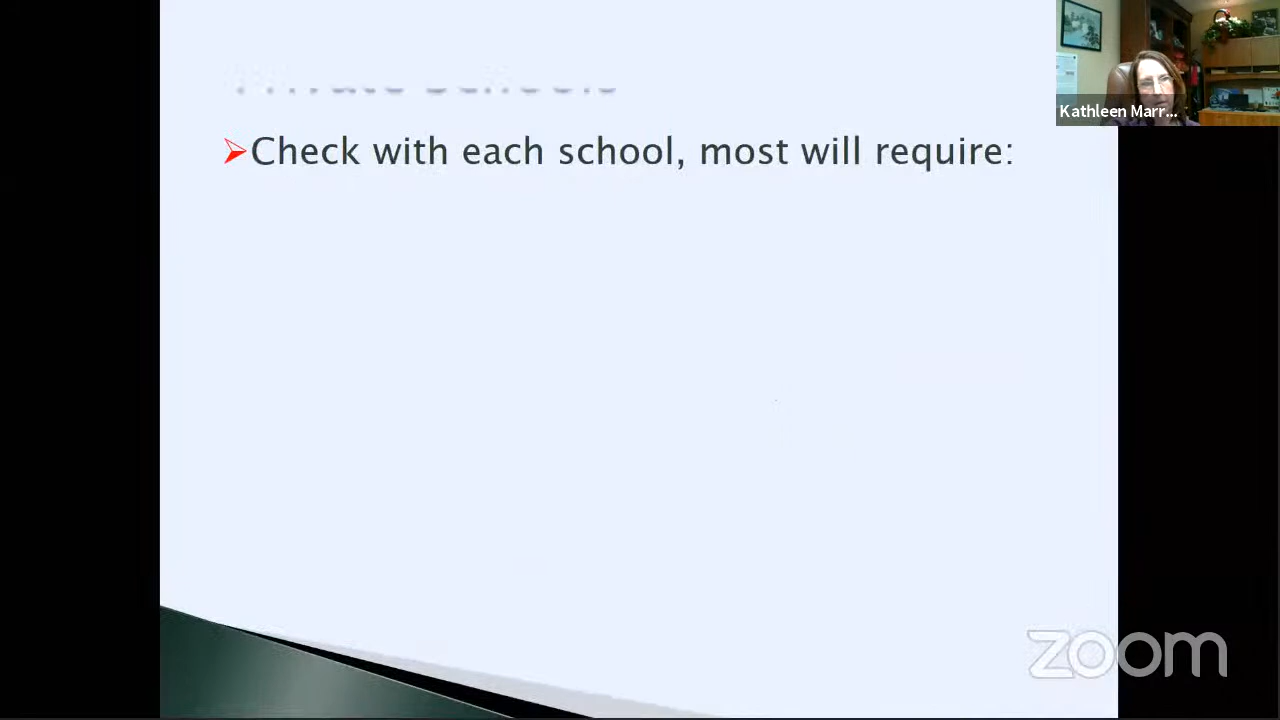 Kathleen Marr...
Check with each school, most will require:
zoom